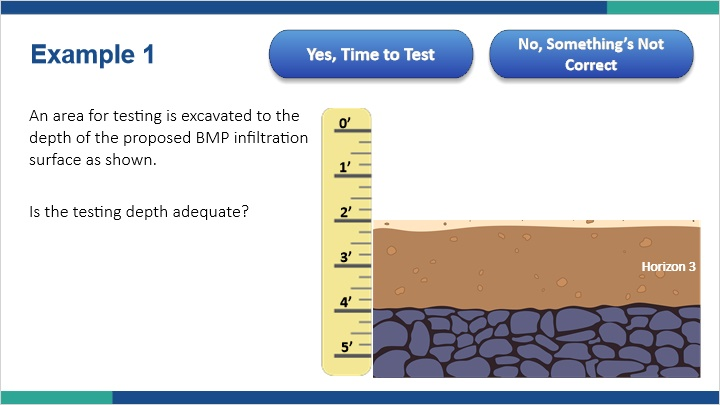 Example 1
Yes, Time to Test
No, Something's Not
Correct
An area for testing is excavated to the
depth of the proposed BMP infiltration
surface as shown.
Is the testing depth adequate?
0’
1’
2’
3’
4’
5’
Horizon 3